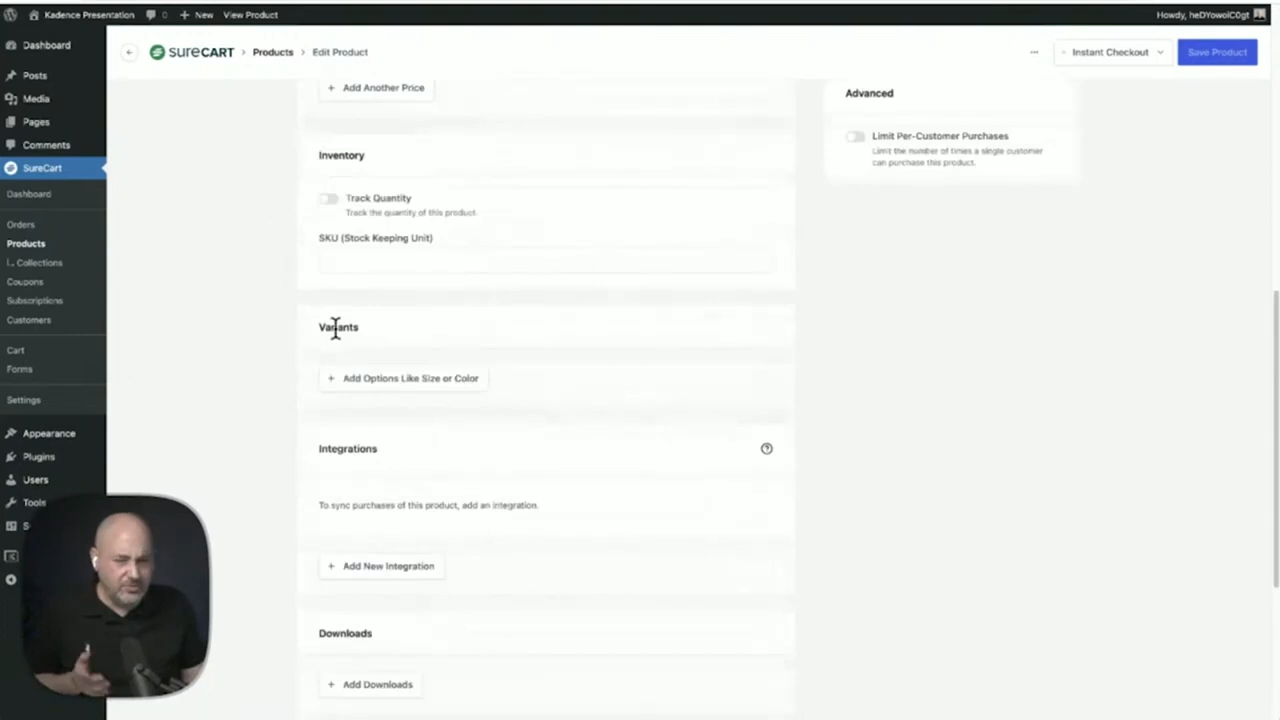 Kadence Presentation
0
New
View Product
Howdy, heDYowoIC0gt
Dashboard
Posts
Media
Pages
Comments
SureCart
Dashboard
Orders
Products
Collections
Coupons
Subscriptions
Customers
Cart
Forms
Settings
Appearance
Plugins
Users
Tools
SURECART
Products
Edit Product
Instant Checkout
Save Product
+ Add Another Price
Inventory
Track Quantity
Track the quantity of this product.
SKU (Stock Keeping Unit)
Variants
+ Add Options Like Size or Color
Integrations
To sync purchases of this product, add an integration.
+ Add New Integration
Downloads
+ Add Downloads
Advanced
Limit Per-Customer Purchases
Limit the number of times a single customer
can purchase this product.